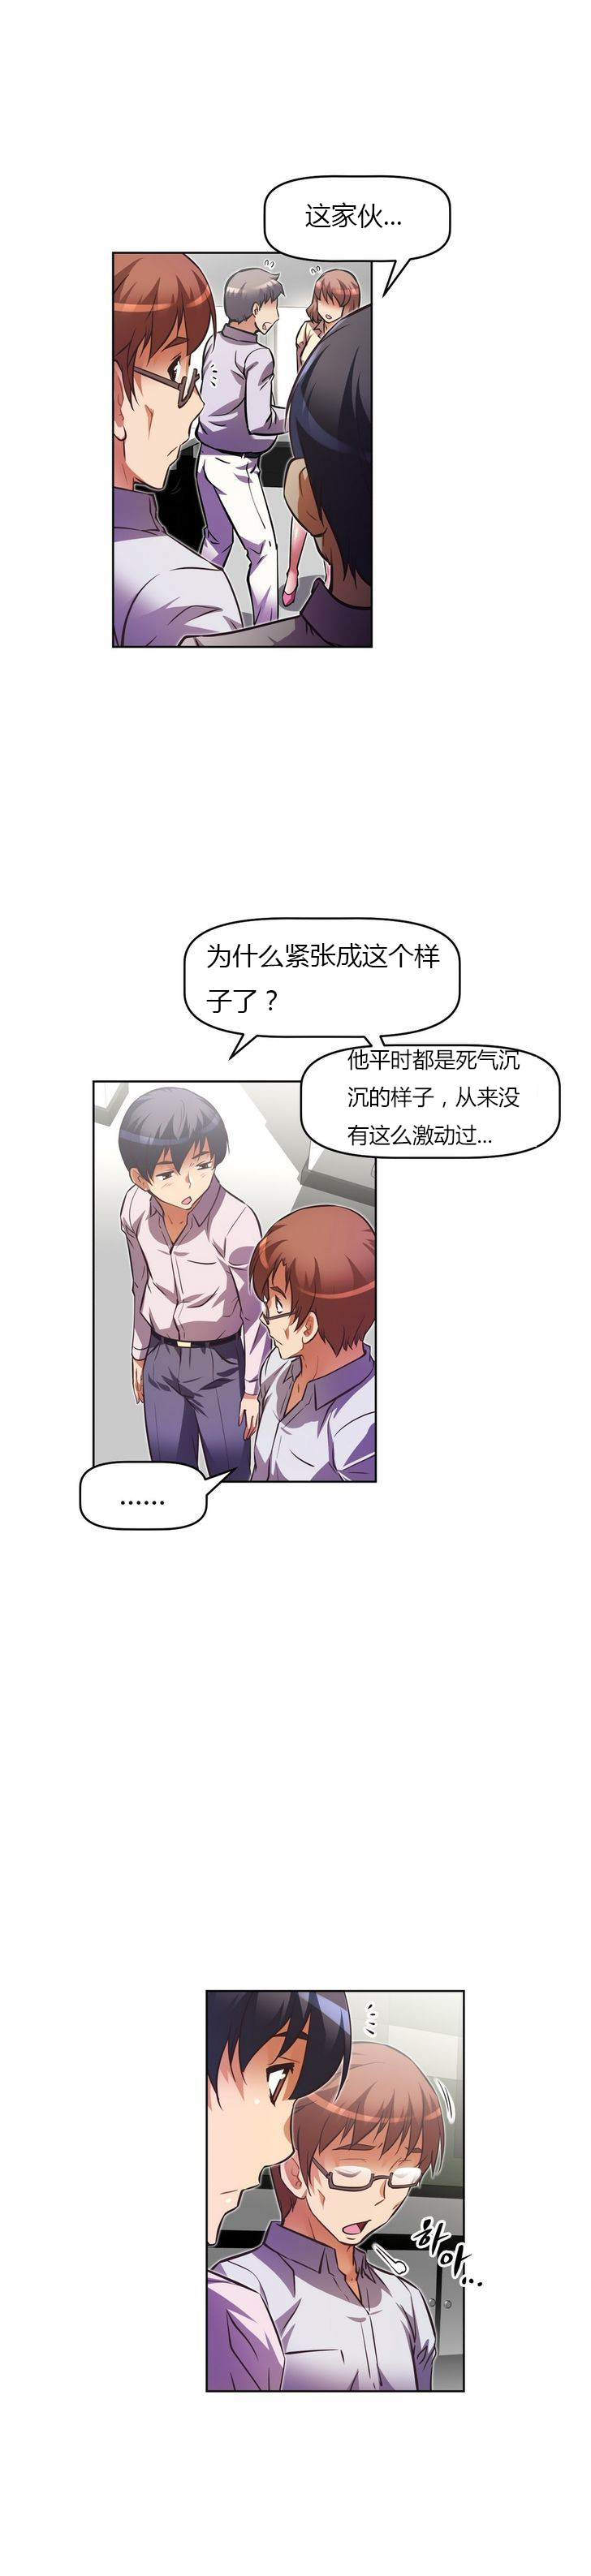 这家伙...
为什么紧张成这个样
子了？
他平时都是死气沉
沉的样子，从来没
有这么激动过...
......
하아...